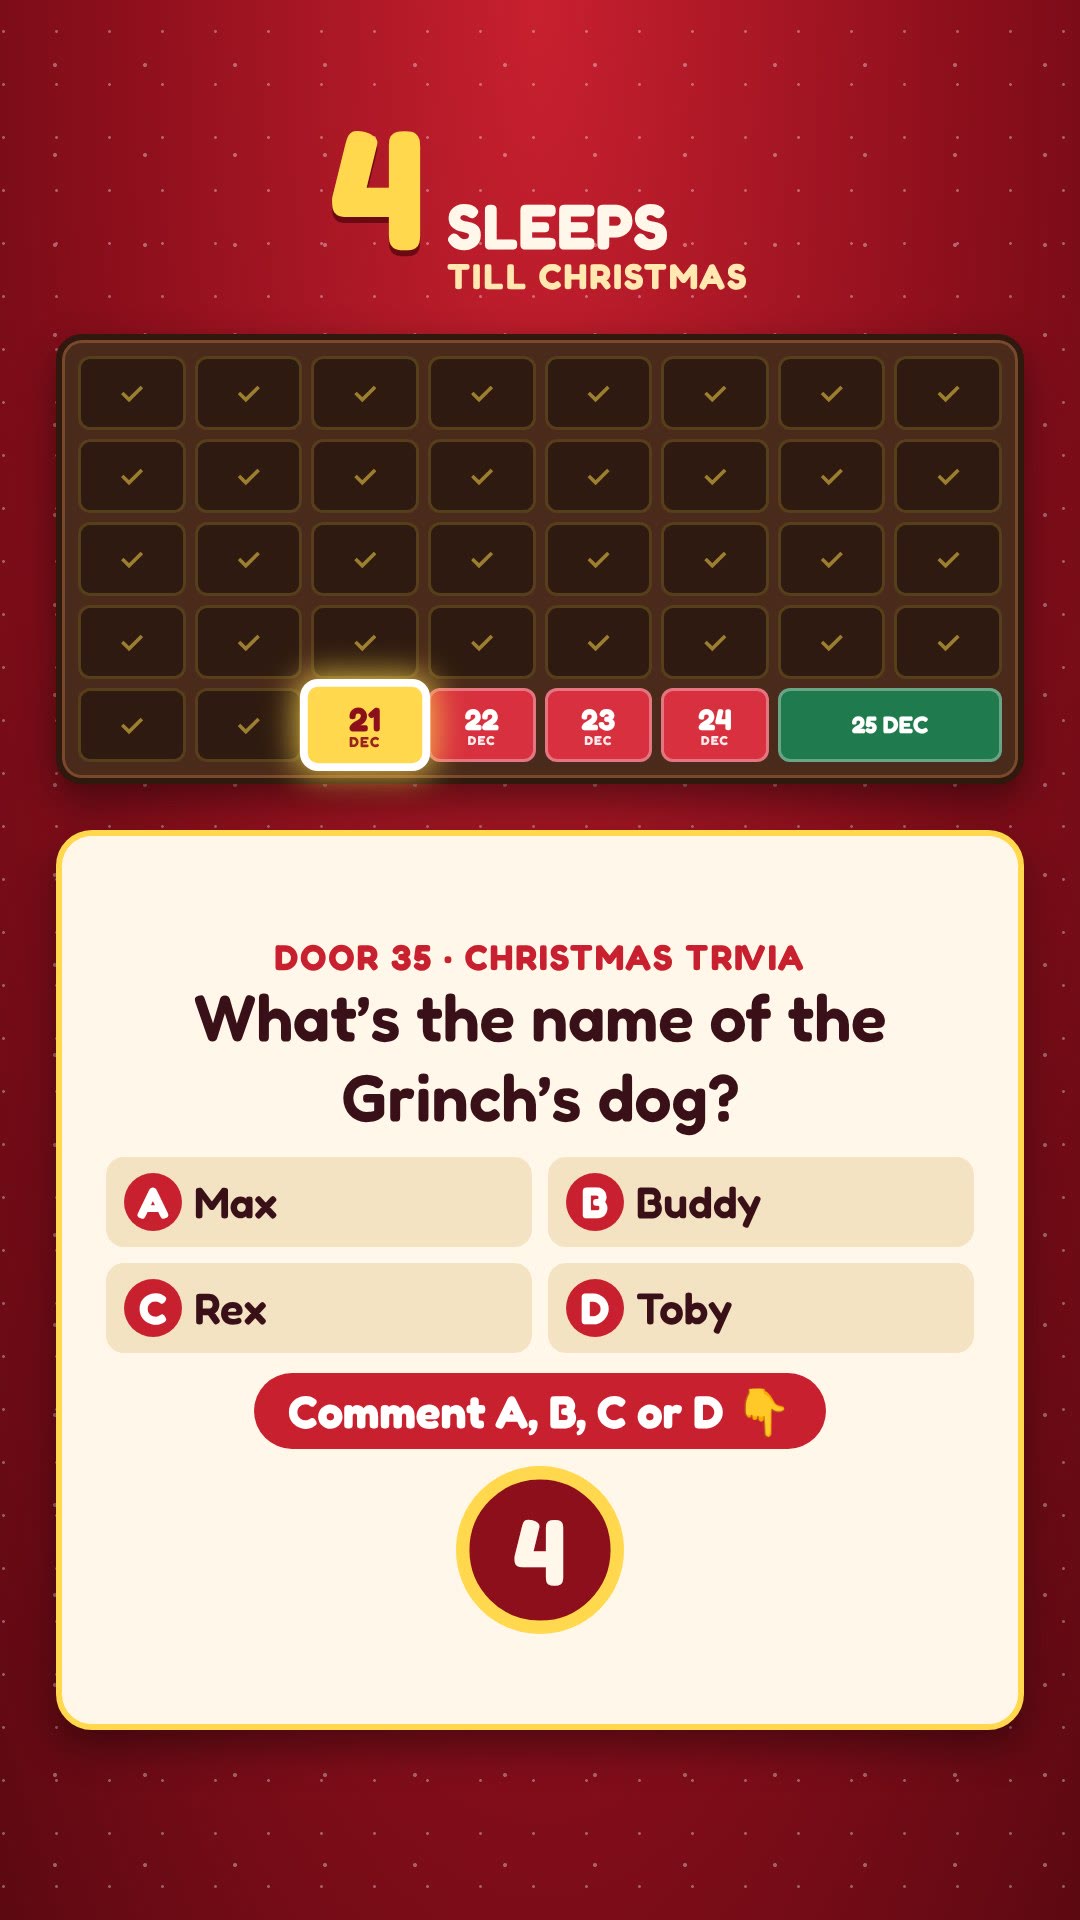 4 SLEEPS
TILL CHRISTMAS
21 DEC
22 DEC
23 DEC
24 DEC
25 DEC
DOOR 35 · CHRISTMAS TRIVIA
What’s the name of the
Grinch’s dog?
A Max
B Buddy
C Rex
D Toby
Comment A, B, C or D 👇
4